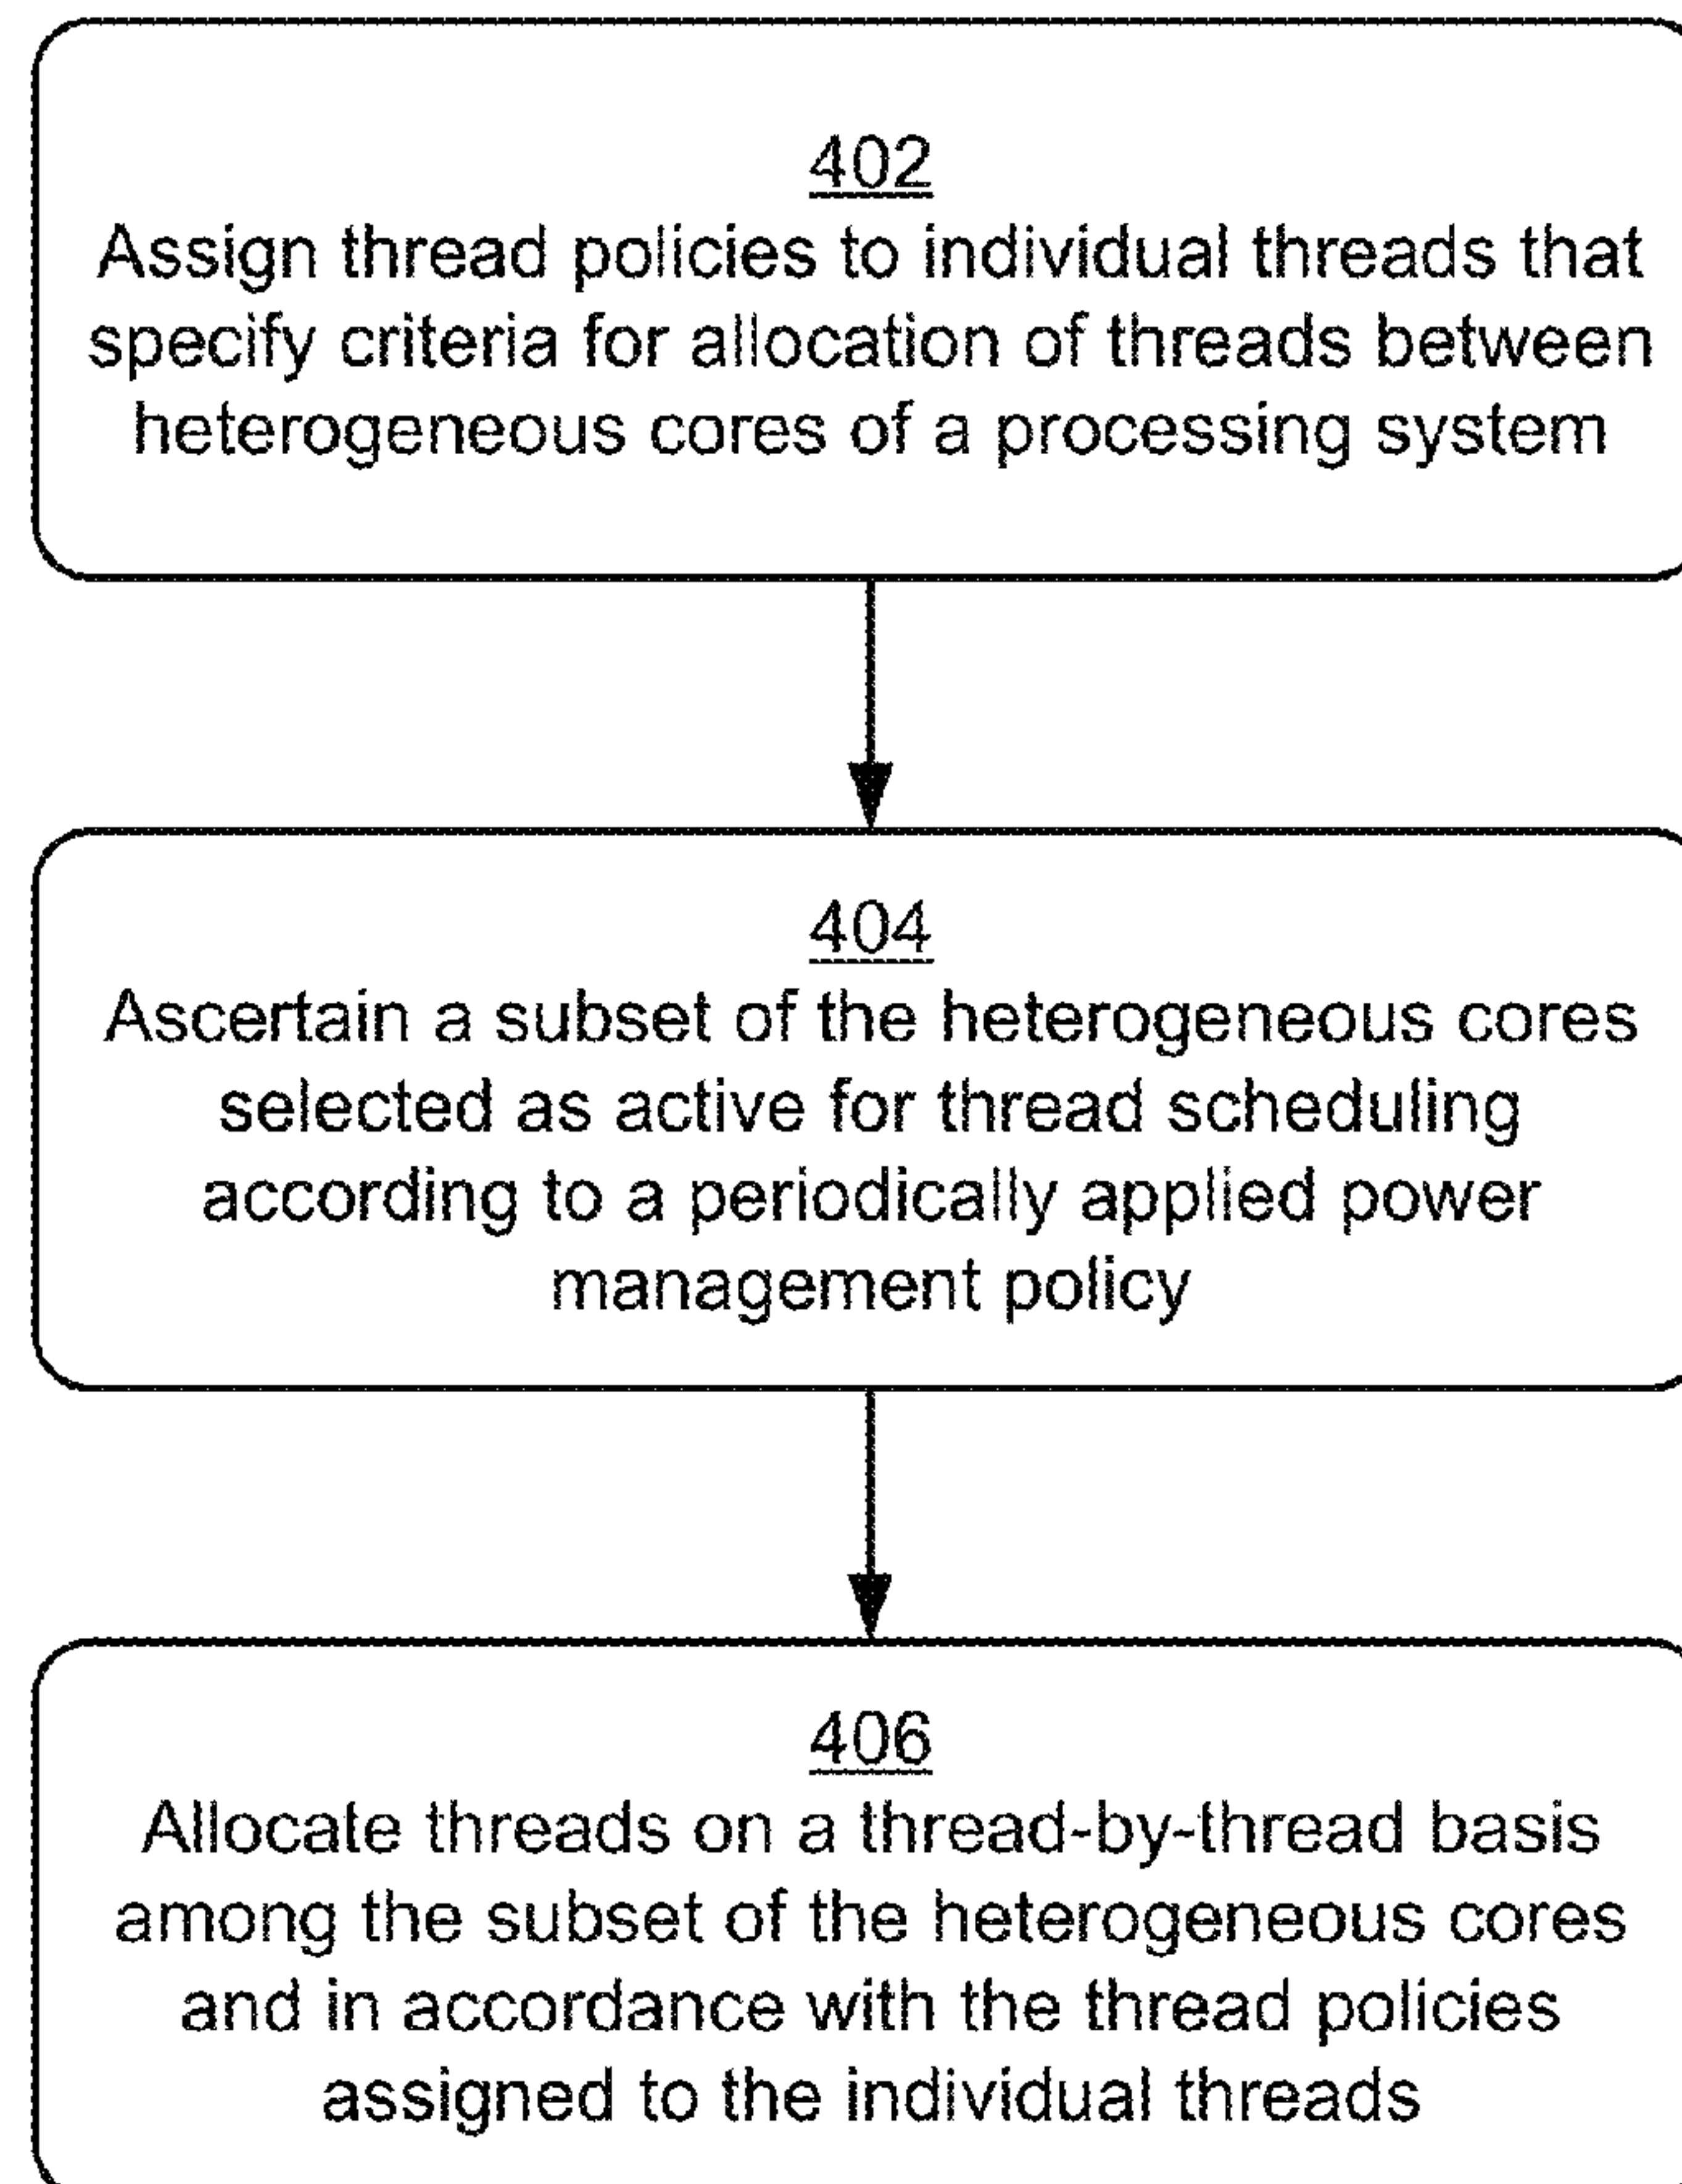 402
Assign thread policies to individual threads that
specify criteria for allocation of threads between
heterogeneous cores of a processing system
404
Ascertain a subset of the heterogeneous cores
selected as active for thread scheduling
according to a periodically applied power
management policy
406
Allocate threads on a thread-by-thread basis
among the subset of the heterogeneous cores
and in accordance with the thread policies
assigned to the individual threads